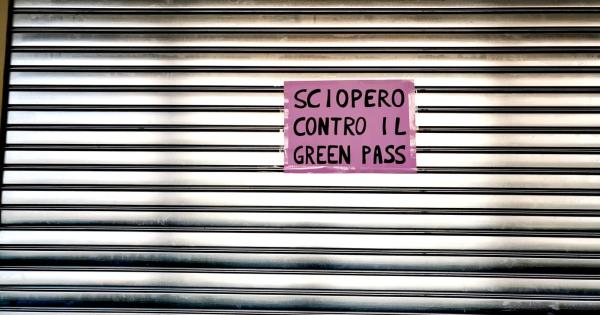 SCIOPERO
CONTRO IL
GREEN PASS